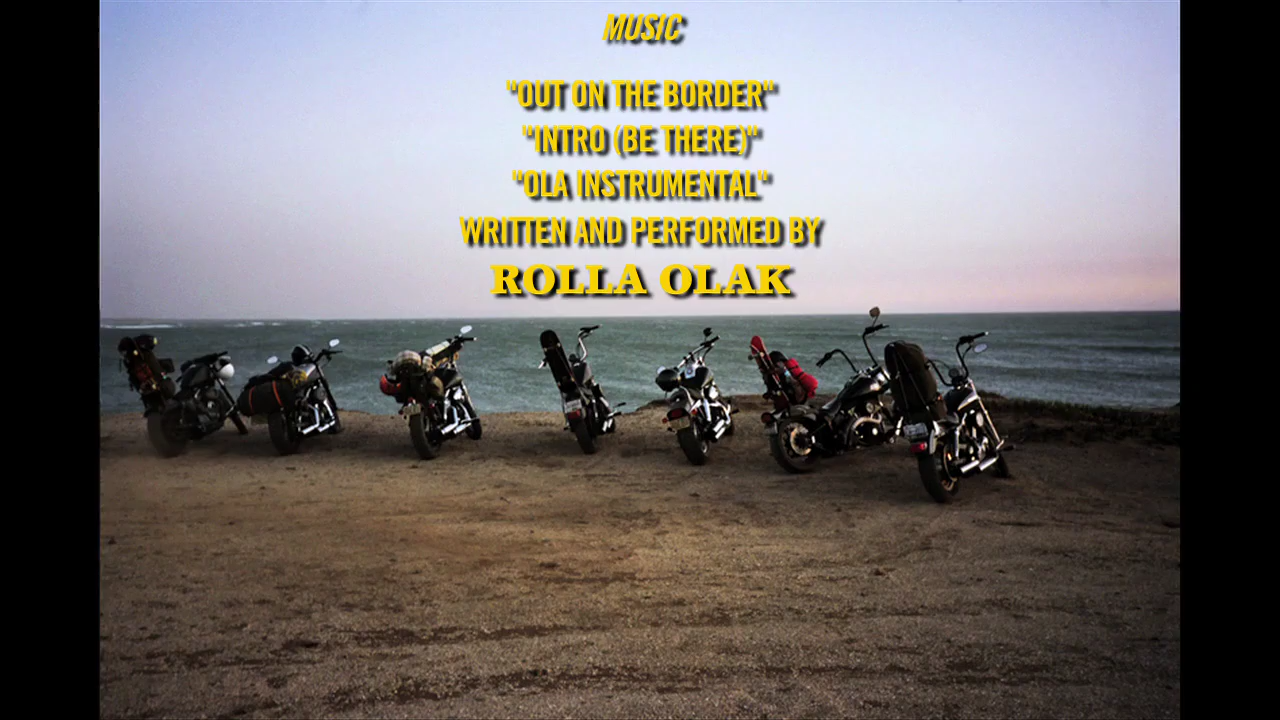 MUSIC
"OUT ON THE BORDER"
"INTRO (BE THERE)"
"OLA INSTRUMENTAL"
WRITTEN AND PERFORMED BY
ROLLA OLAK